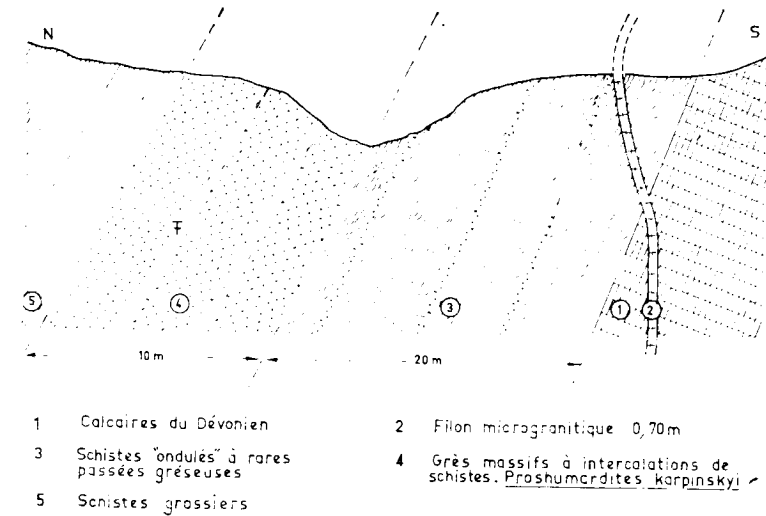 N
S
5
4
3
1
2
10 m
20 m
1 Calcaires du Dévonien
2 Filon microgranitique 0,70m
3 Schistes "ondulés" à rares
passées gréseuses
4 Grès massifs à intercalations de
schistes. Proshumardites karpinskyi
5 Schistes grossiers